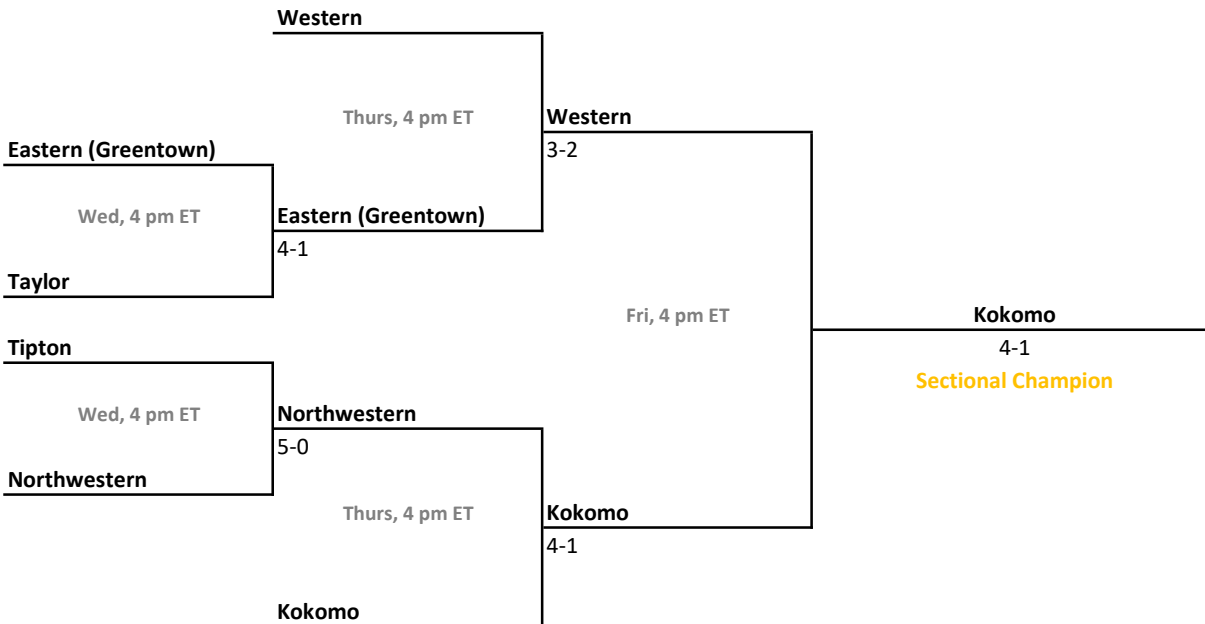 Western
Thurs, 4 pm ET
Western
Eastern (Greentown)
3-2
Wed, 4 pm ET
Eastern (Greentown)
4-1
Taylor
Fri, 4 pm ET
Kokomo
Tipton
4-1
Sectional Champion
Wed, 4 pm ET
Northwestern
5-0
Northwestern
Thurs, 4 pm ET
Kokomo
4-1
Kokomo